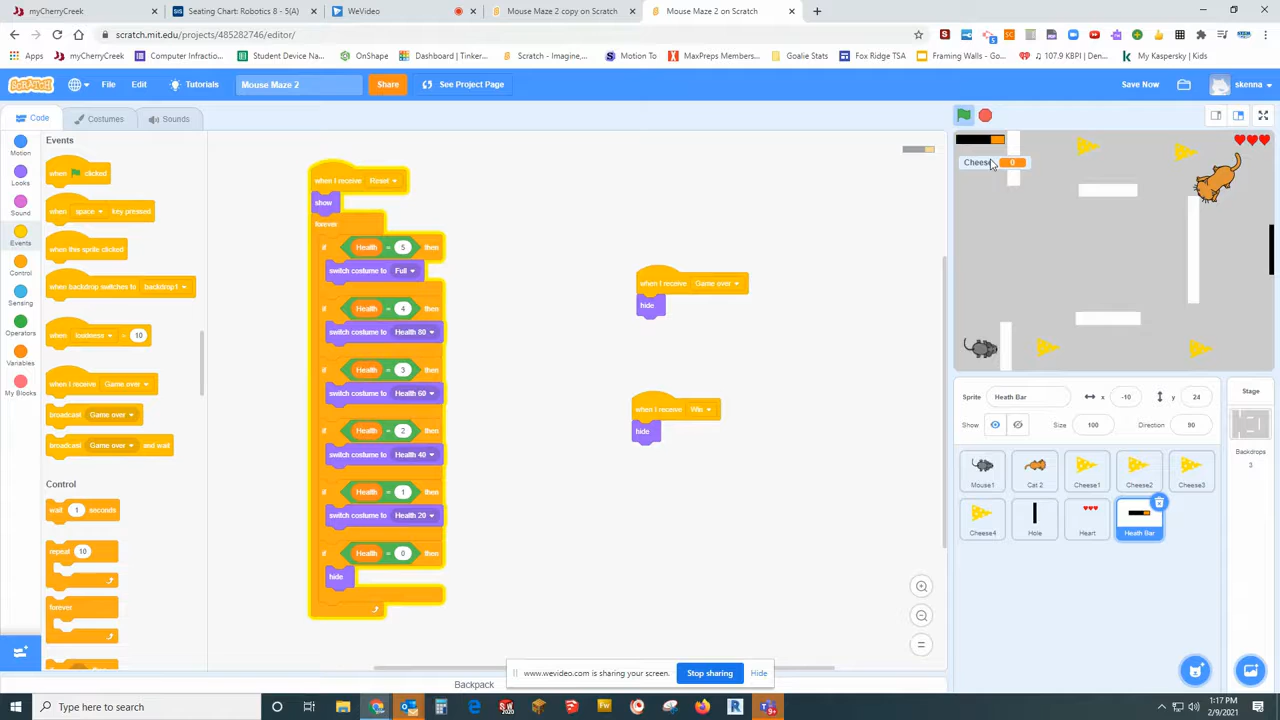 myCherryCreek
Seating Chart: Robotics 8 - 5(A)
WeVideo
Mouse Maze 2 copy on Scratch
Mouse Maze 2 on Scratch
scratch.mit.edu/projects/485282746/editor/
Apps
myCherryCreek
Computer Infraction...
Student Device Na...
OnShape
Dashboard | Tinker...
Scratch - Imagine,...
Motion To
MaxPreps Members...
Goalie Stats
Fox Ridge TSA
Framing Walls - Go...
107.9 KBPI | Den...
My Kaspersky | Kids
SCRATCH
File
Edit
Tutorials
Mouse Maze 2
Share
See Project Page
Save Now
skenna
Code
Costumes
Sounds
Motion
Looks
Sound
Events
Control
Sensing
Operators
Variables
My Blocks
Events
when clicked
when space key pressed
when this sprite clicked
when backdrop switches to backdrop1
when loudness > 10
when I receive Game over
broadcast Game over
broadcast Game over and wait
Control
wait 1 seconds
repeat 10
forever
when I receive Reset
show
forever
if Health = 5 then
switch costume to Full
if Health = 4 then
switch costume to Health 80
if Health = 3 then
switch costume to Health 60
if Health = 2 then
switch costume to Health 40
if Health = 1 then
switch costume to Health 20
if Health = 0 then
hide
when I receive Game over
hide
when I receive Win
hide
Cheese 0
Sprite
Heath Bar
x -10
y 24
Show
Size 100
Direction 90
Stage
Backdrops
3
Mouse1
Cat 2
Cheese1
Cheese2
Cheese3
Cheese4
Hole
Heart
Heath Bar
Backpack
www.wevideo.com is sharing your screen.
Stop sharing
Hide
Type here to search
1:17 PM
2/9/2021